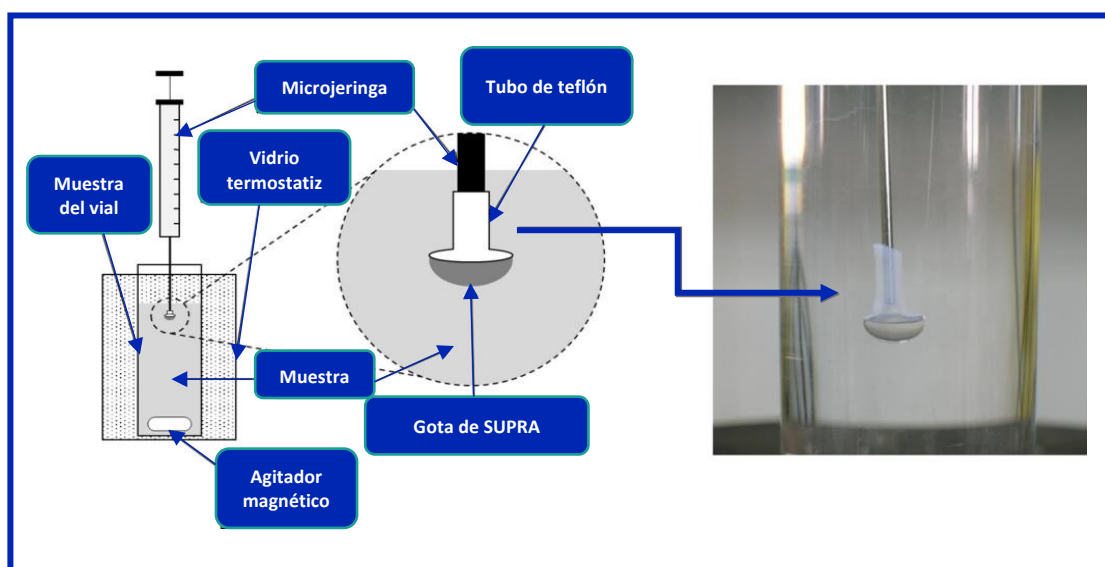 Microjeringa
Tubo de teflón
Vidrio
termostatiz
Muestra
del vial
Muestra
Gota de SUPRA
Agitador
magnético